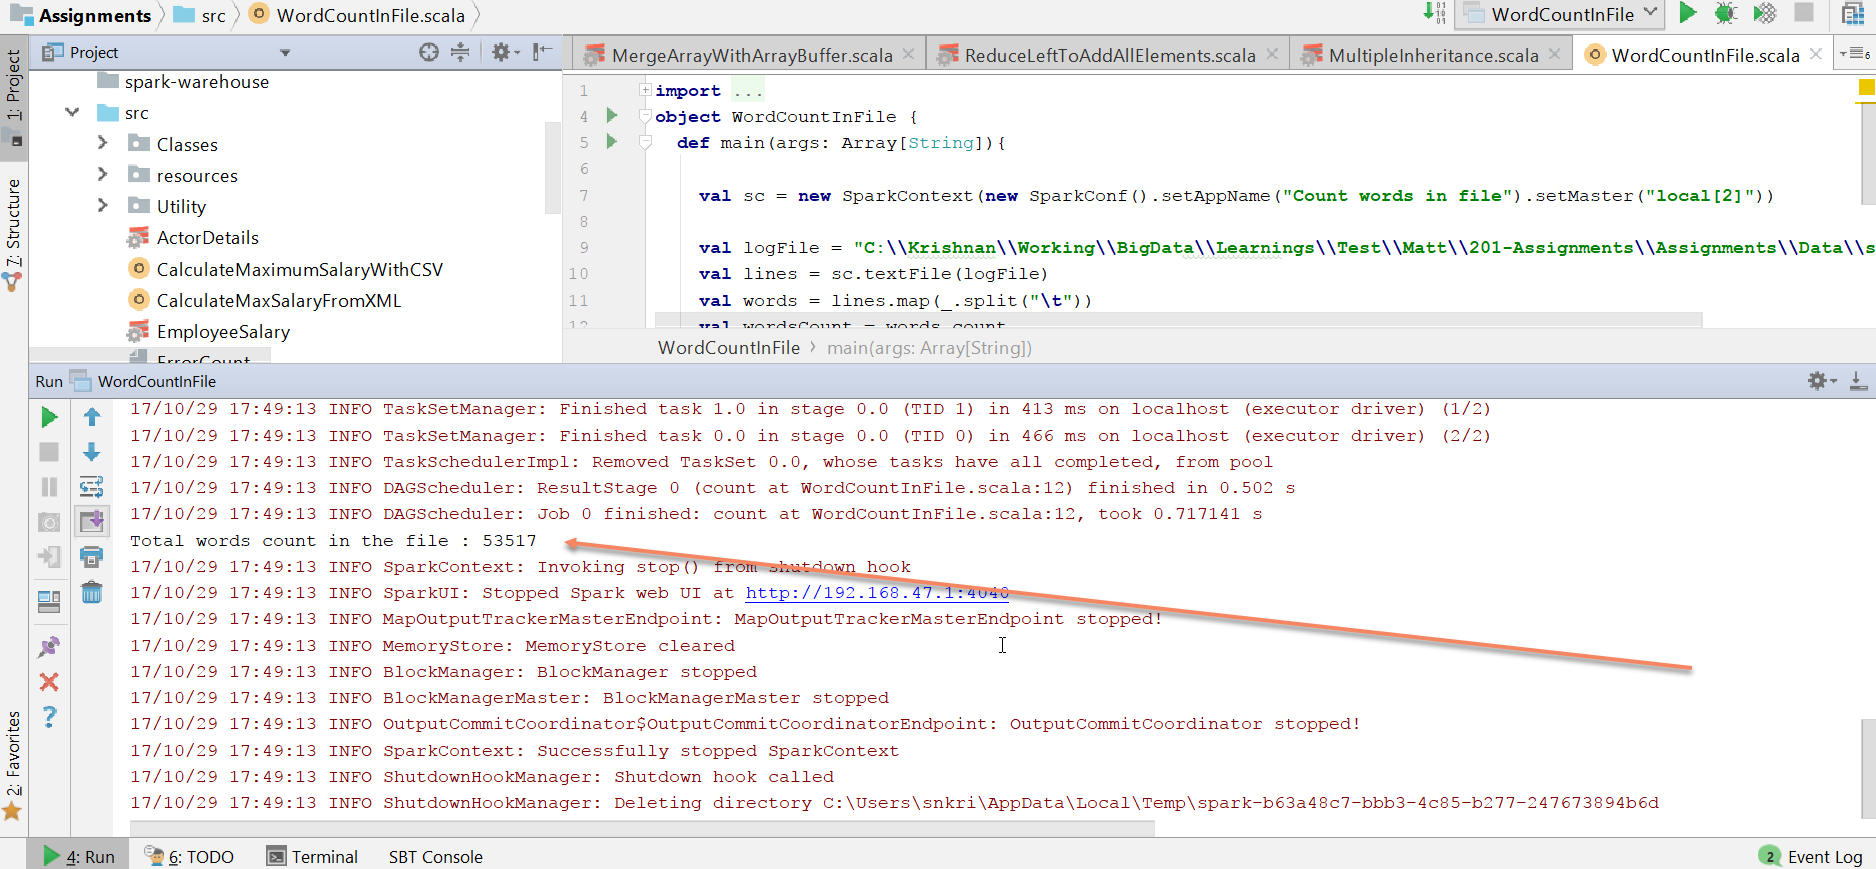 Assignments src WordCountInFile.scala
WordCountInFile
1: Project
7: Structure
2: Favorites
Project
spark-warehouse
src
Classes
resources
Utility
ActorDetails
CalculateMaximumSalaryWithCSV
CalculateMaxSalaryFromXML
EmployeeSalary
ErrorCount
MergeArrayWithArrayBuffer.scala ReduceLeftToAddAllElements.scala MultipleInheritance.scala WordCountInFile.scala 6
1 import ...
4 object WordCountInFile {
5 def main(args: Array[String]){
6
7 val sc = new SparkContext(new SparkConf().setAppName("Count words in file").setMaster("local[2]"))
8
9 val logFile = "C:\\Krishnan\\Working\\BigData\\Learnings\\Test\\Matt\\201-Assignments\\Assignments\\Data\\s
10 val lines = sc.textFile(logFile)
11 val words = lines.map(_.split("\t"))
12 val wordsCount = words.count
WordCountInFile › main(args: Array[String])
Run WordCountInFile
17/10/29 17:49:13 INFO TaskSetManager: Finished task 1.0 in stage 0.0 (TID 1) in 413 ms on localhost (executor driver) (1/2)
17/10/29 17:49:13 INFO TaskSetManager: Finished task 0.0 in stage 0.0 (TID 0) in 466 ms on localhost (executor driver) (2/2)
17/10/29 17:49:13 INFO TaskSchedulerImpl: Removed TaskSet 0.0, whose tasks have all completed, from pool
17/10/29 17:49:13 INFO DAGScheduler: ResultStage 0 (count at WordCountInFile.scala:12) finished in 0.502 s
17/10/29 17:49:13 INFO DAGScheduler: Job 0 finished: count at WordCountInFile.scala:12, took 0.717141 s
Total words count in the file : 53517
17/10/29 17:49:13 INFO SparkContext: Invoking stop() from shutdown hook
17/10/29 17:49:13 INFO SparkUI: Stopped Spark web UI at http://192.168.47.1:4040
17/10/29 17:49:13 INFO MapOutputTrackerMasterEndpoint: MapOutputTrackerMasterEndpoint stopped!
17/10/29 17:49:13 INFO MemoryStore: MemoryStore cleared
17/10/29 17:49:13 INFO BlockManager: BlockManager stopped
17/10/29 17:49:13 INFO BlockManagerMaster: BlockManagerMaster stopped
17/10/29 17:49:13 INFO OutputCommitCoordinator$OutputCommitCoordinatorEndpoint: OutputCommitCoordinator stopped!
17/10/29 17:49:13 INFO SparkContext: Successfully stopped SparkContext
17/10/29 17:49:13 INFO ShutdownHookManager: Shutdown hook called
17/10/29 17:49:13 INFO ShutdownHookManager: Deleting directory C:\Users\snkri\AppData\Local\Temp\spark-b63a48c7-bbb3-4c85-b277-247673894b6d
4: Run 6: TODO Terminal SBT Console 2 Event Log